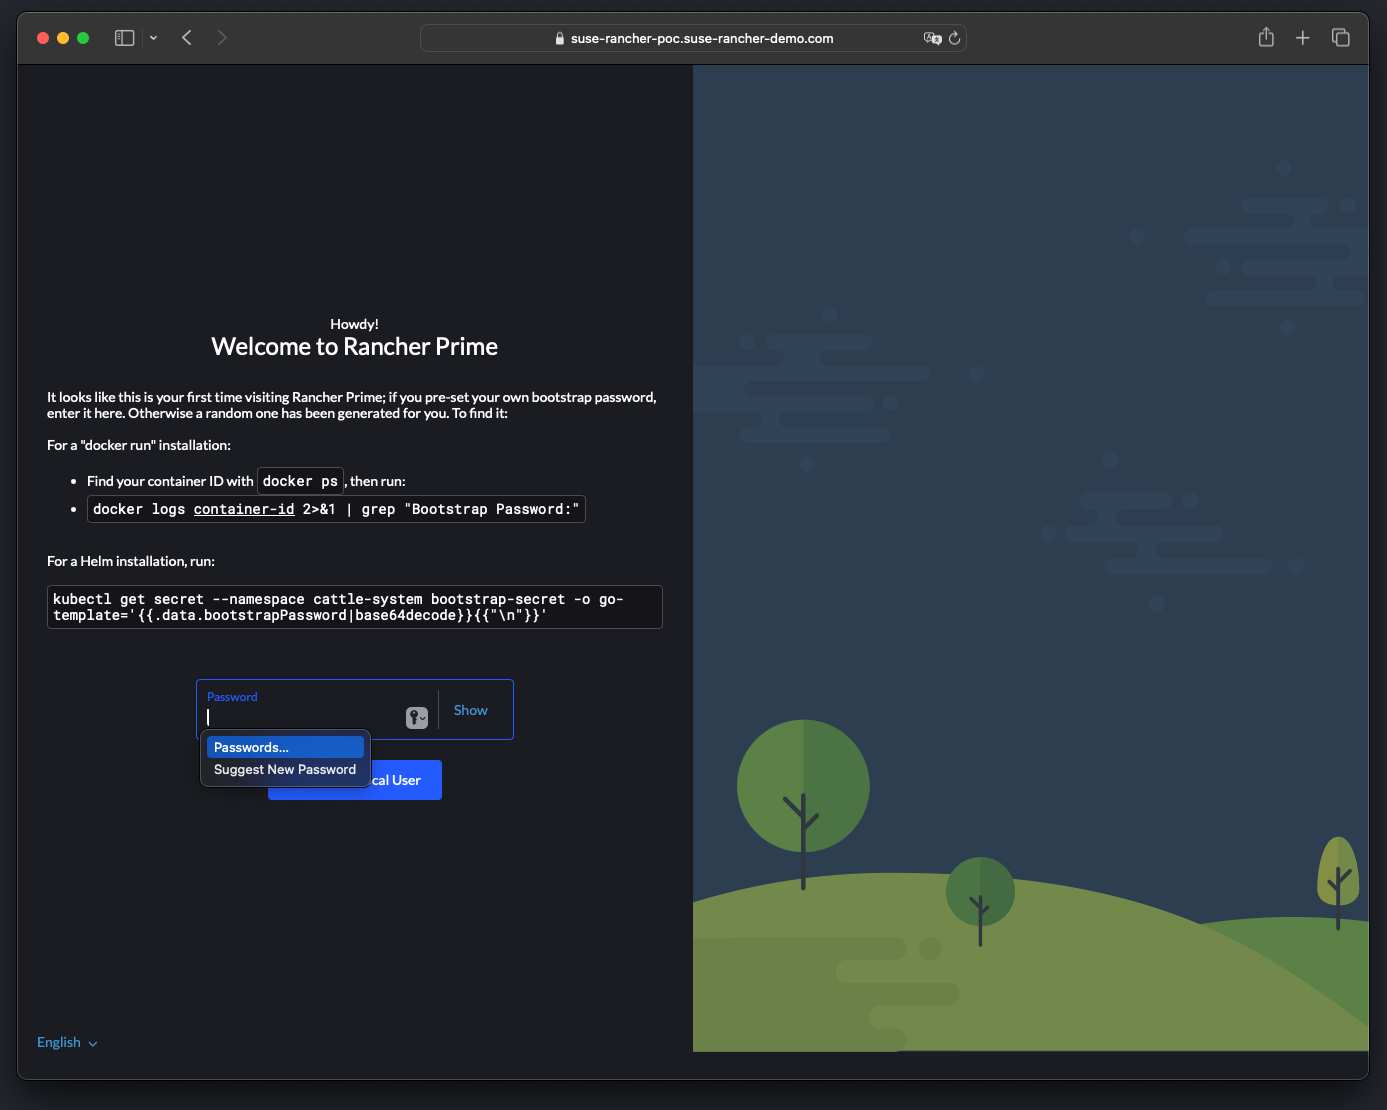 suse-rancher-poc.suse-rancher-demo.com
Howdy!
Welcome to Rancher Prime
It looks like this is your first time visiting Rancher Prime; if you pre-set your own bootstrap password,
enter it here. Otherwise a random one has been generated for you. To find it:
For a "docker run" installation:
• Find your container ID with docker ps, then run:
• docker logs container-id 2>&1 | grep "Bootstrap Password:"
For a Helm installation, run:
kubectl get secret --namespace cattle-system bootstrap-secret -o go-
template='{{.data.bootstrapPassword|base64decode}}{{"\n"}}'
Password
Show
Passwords...
Suggest New Password
cal User
English